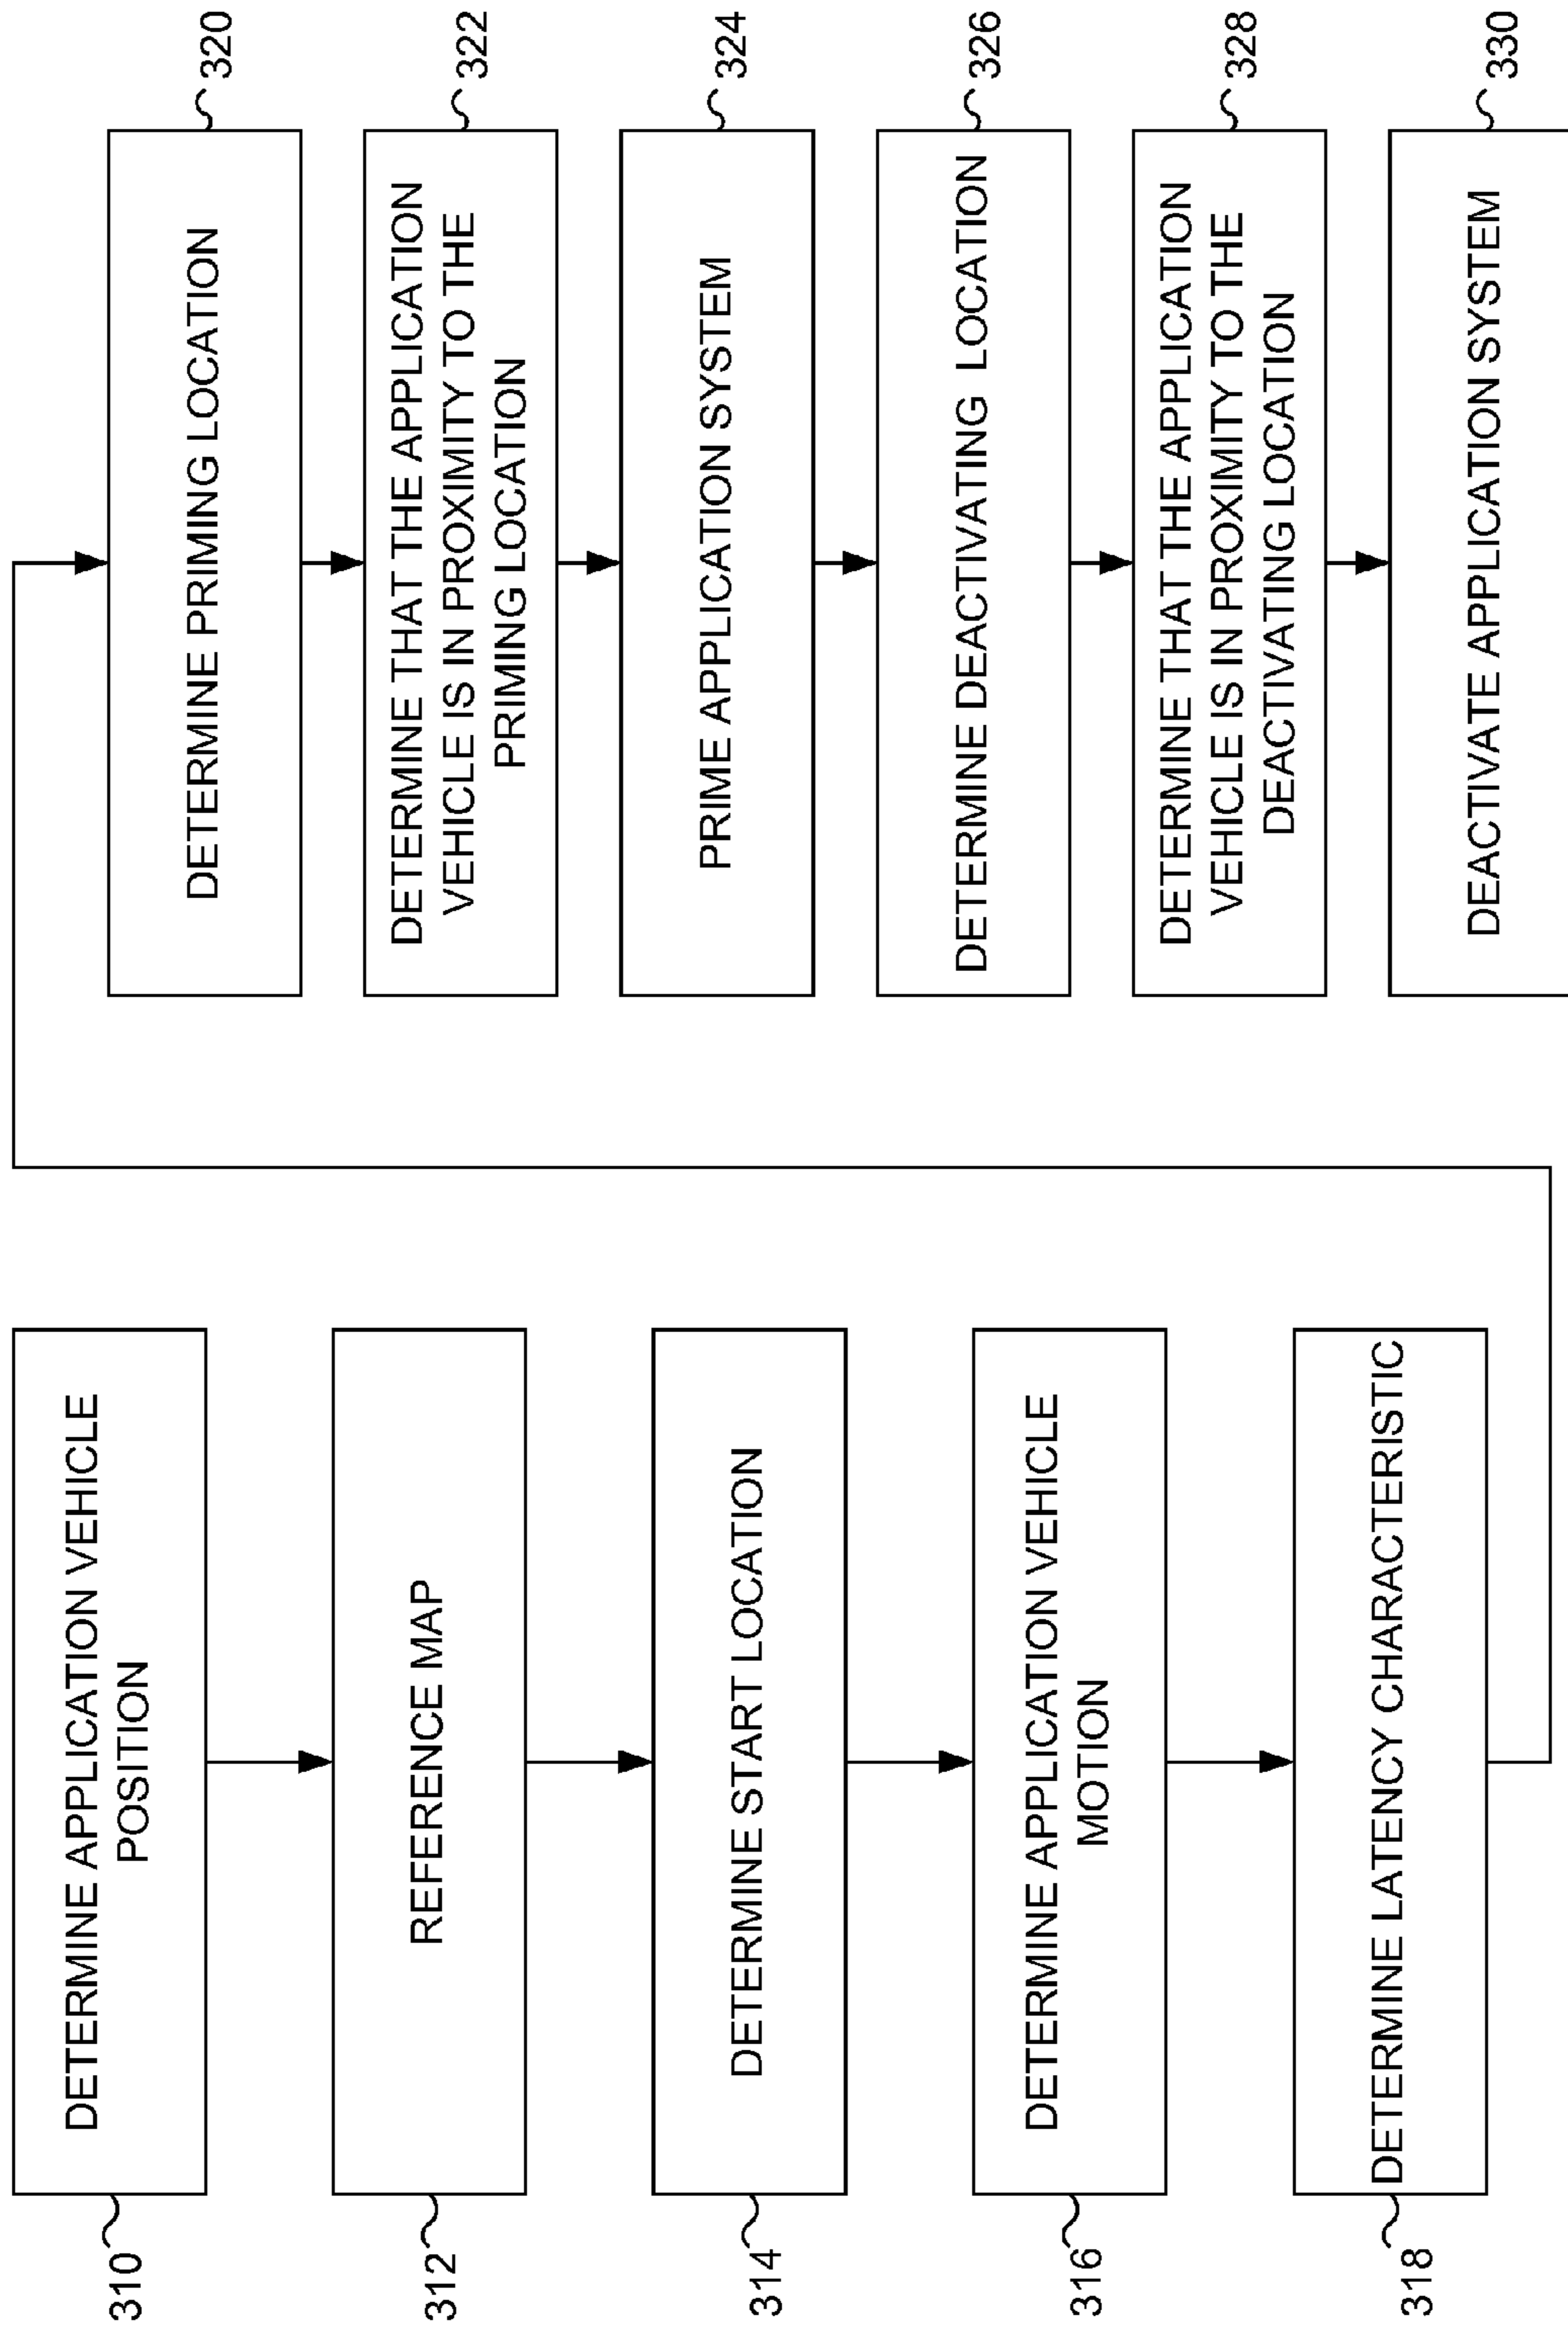 310
DETERMINE APPLICATION VEHICLE
POSITION
312
REFERENCE MAP
314
DETERMINE START LOCATION
316
DETERMINE APPLICATION VEHICLE
MOTION
318
DETERMINE LATENCY CHARACTERISTIC
DETERMINE PRIMING LOCATION
320
DETERMINE THAT THE APPLICATION
VEHICLE IS IN PROXIMITY TO THE
PRIMING LOCATION
322
PRIME APPLICATION SYSTEM
324
DETERMINE DEACTIVATING LOCATION
326
DETERMINE THAT THE APPLICATION
VEHICLE IS IN PROXIMITY TO THE
DEACTIVATING LOCATION
328
DEACTIVATE APPLICATION SYSTEM
330